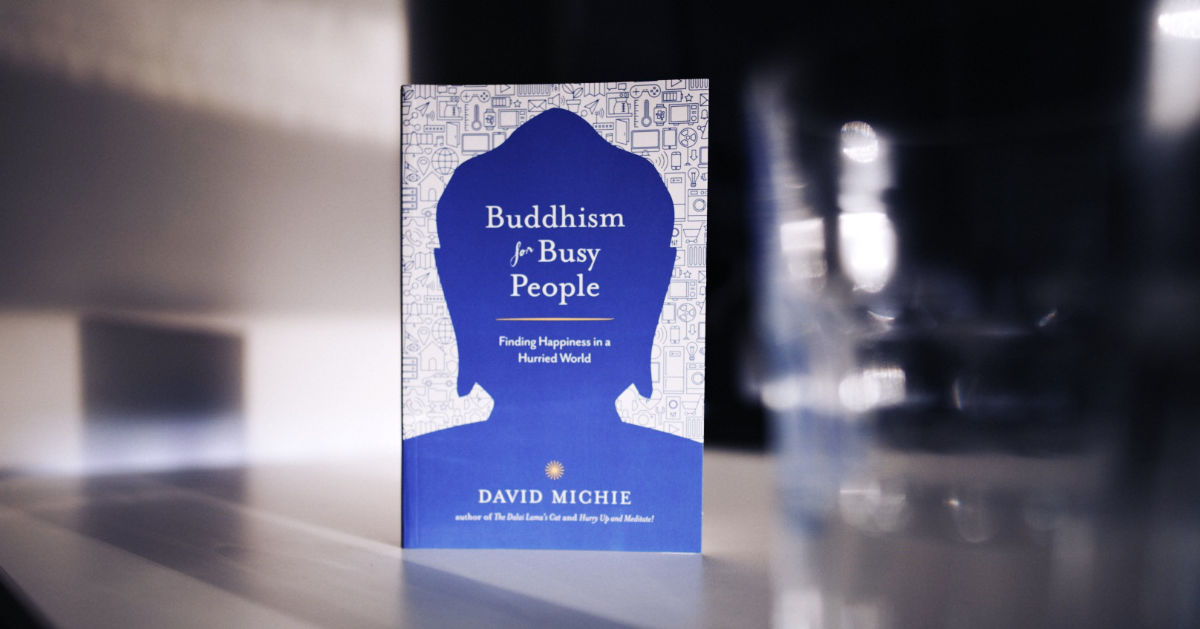 Buddhism
for Busy
People
Finding Happiness in a
Hurried World
DAVID MICHIE
author of The Dalai Lama's Cat and Hurry Up and Meditate!